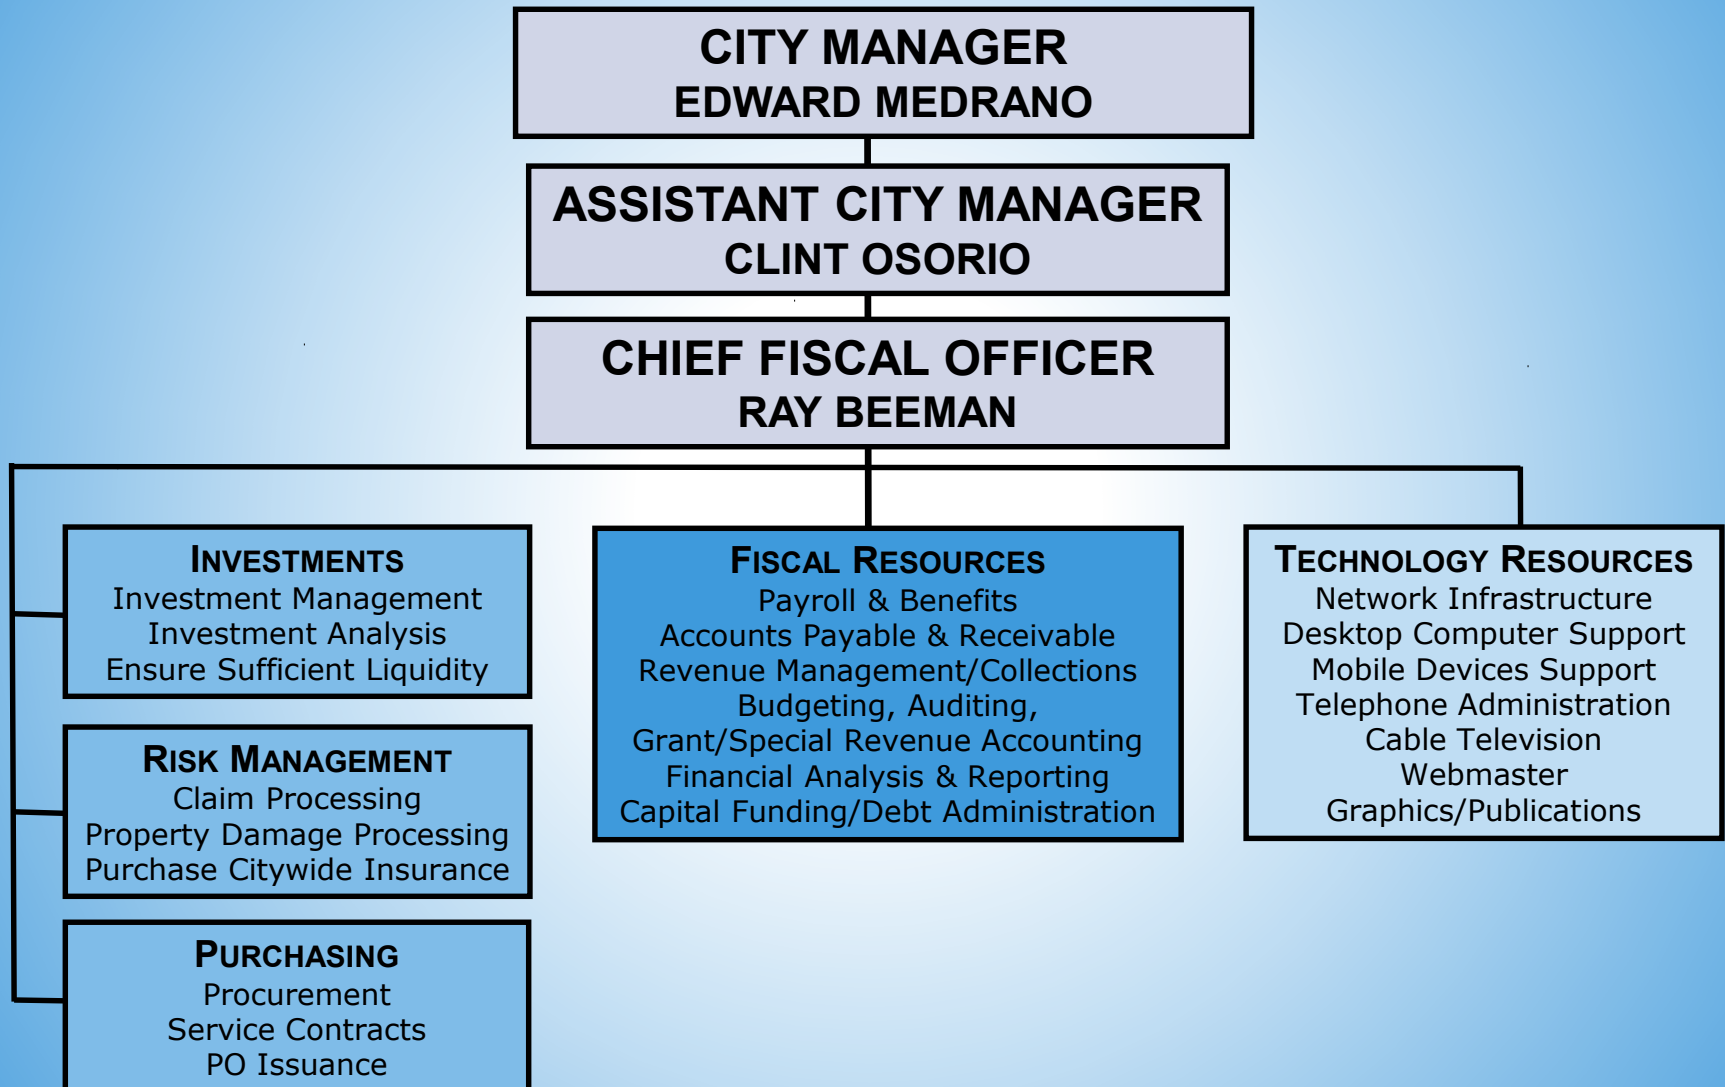 CITY MANAGER
EDWARD MEDRANO
ASSISTANT CITY MANAGER
CLINT OSORIO
CHIEF FISCAL OFFICER
RAY BEEMAN
INVESTMENTS
Investment Management
Investment Analysis
Ensure Sufficient Liquidity
RISK MANAGEMENT
Claim Processing
Property Damage Processing
Purchase Citywide Insurance
PURCHASING
Procurement
Service Contracts
PO Issuance
FISCAL RESOURCES
Payroll & Benefits
Accounts Payable & Receivable
Revenue Management/Collections
Budgeting, Auditing,
Grant/Special Revenue Accounting
Financial Analysis & Reporting
Capital Funding/Debt Administration
TECHNOLOGY RESOURCES
Network Infrastructure
Desktop Computer Support
Mobile Devices Support
Telephone Administration
Cable Television
Webmaster
Graphics/Publications